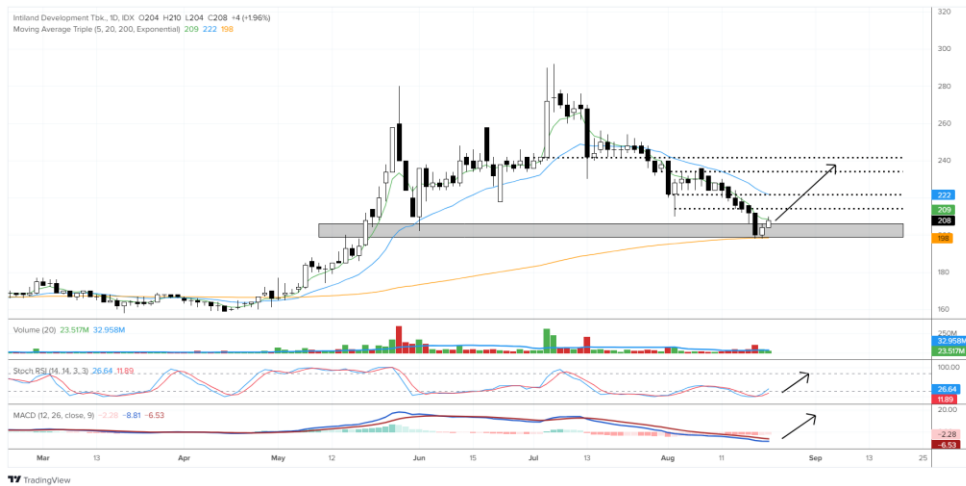 Intiland Development Tbk., 1D, IDX O204 H210 L204 C208 +4 (+1.96%)
Moving Average Triple (5, 20, 200, Exponential) 209 222 198
320
300
280
260
240
222
209
208
198
180
160
Volume (20) 23.517M 32.958M
250M
32.958M
23.517M
Stoch RSI (14, 14, 3, 3) 26.64 11.89
100.00
26.64
11.89
MACD (12, 26, close, 9) −2.28 −8.81 −6.53
20.00
−2.28
−6.53
Mar 13 Apr May 12 Jun 15 Jul 13 Aug 11 Sep 13 25
TradingView